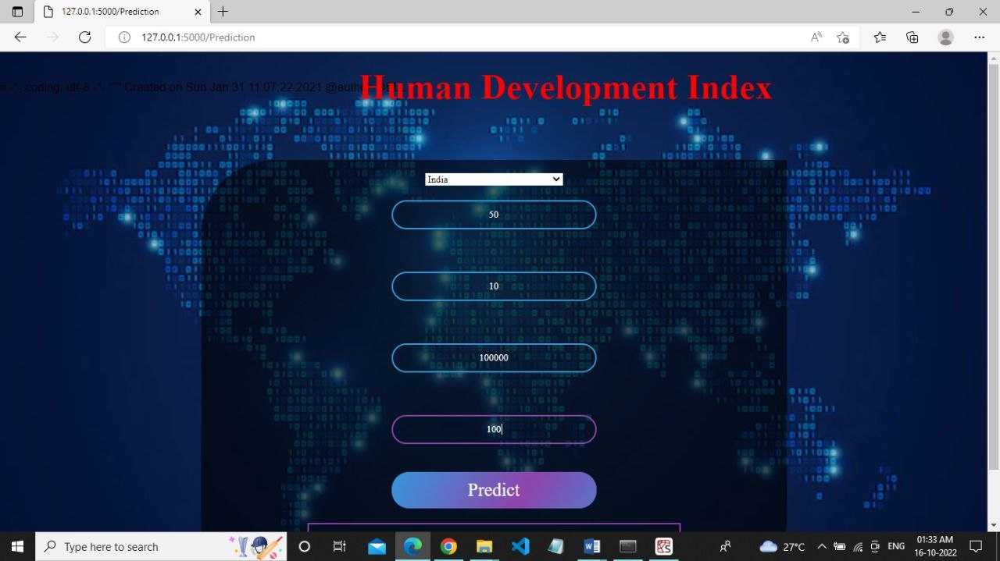 127.0.0.1:5000/Prediction
127.0.0.1:5000/Prediction
# -*- coding: utf-8 -*- """ Created on Sun Jan 31 11:07:22 2021
Human Development Index
India
50
10
100000
100
Predict
Type here to search
27°C
ENG
01:33 AM
16-10-2022